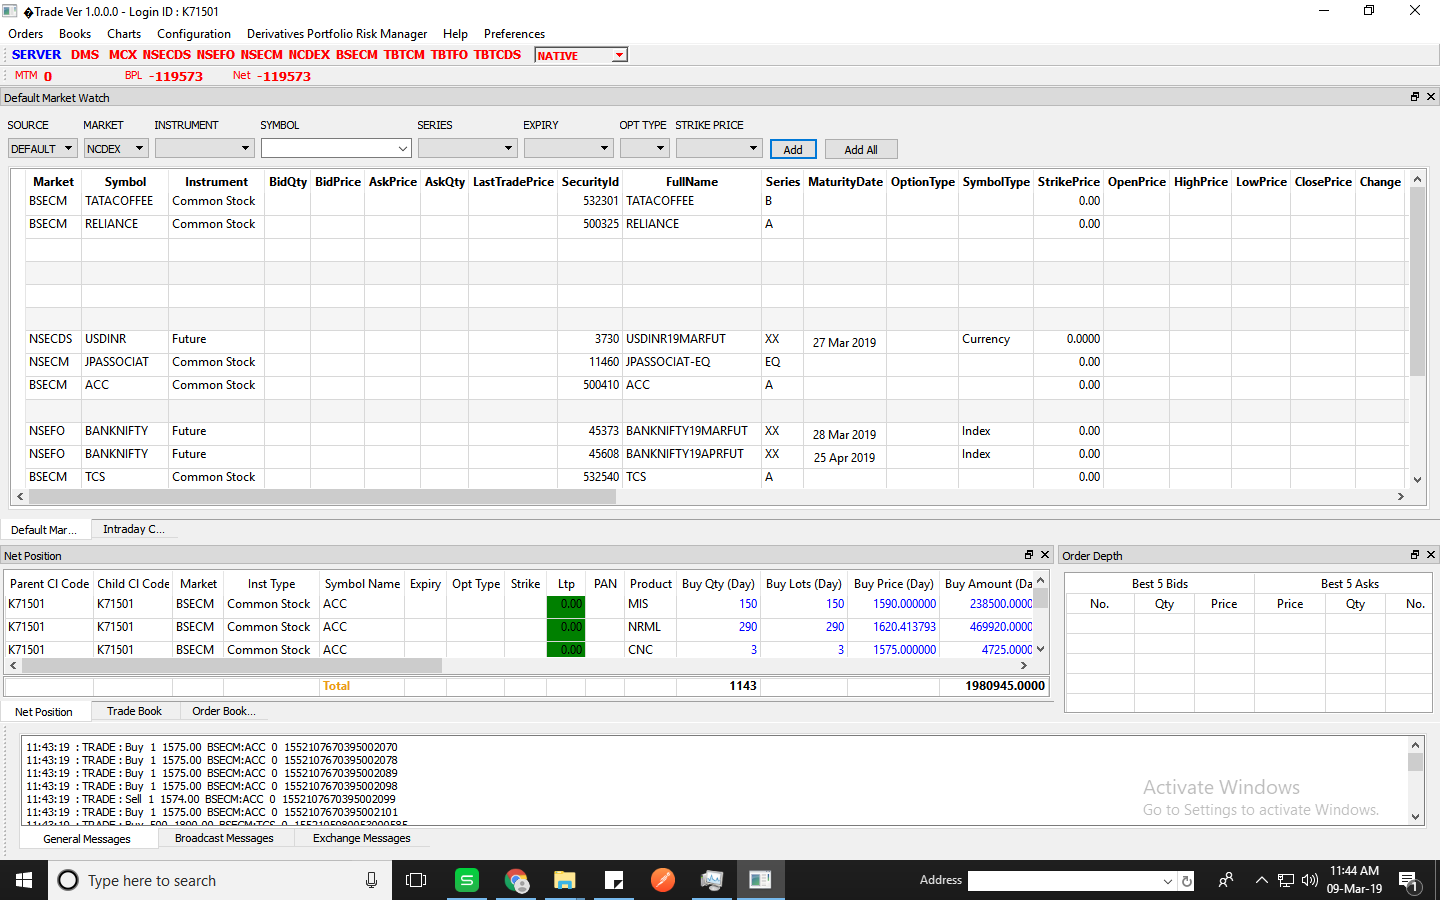 �Trade Ver 1.0.0.0 - Login ID : K71501
Orders Books Charts Configuration Derivatives Portfolio Risk Manager Help Preferences
SERVER DMS MCX NSECDS NSEFO NSECM NCDEX BSECM TBTCM TBTFO TBTCDS NATIVE
MTM 0 BPL -119573 Net -119573
Default Market Watch
SOURCE MARKET INSTRUMENT SYMBOL SERIES EXPIRY OPT TYPE STRIKE PRICE
DEFAULT NCDEX Add Add All
Market Symbol Instrument BidQty BidPrice AskPrice AskQty LastTradePrice SecurityId FullName Series MaturityDate OptionType SymbolType StrikePrice OpenPrice HighPrice LowPrice ClosePrice Change
BSECM TATACOFFEE Common Stock 532301 TATACOFFEE B 0.00
BSECM RELIANCE Common Stock 500325 RELIANCE A 0.00
NSECDS USDINR Future 3730 USDINR19MARFUT XX 27 Mar 2019 Currency 0.0000
NSECM JPASSOCIAT Common Stock 11460 JPASSOCIAT-EQ EQ 0.00
BSECM ACC Common Stock 500410 ACC A 0.00
NSEFO BANKNIFTY Future 45373 BANKNIFTY19MARFUT XX 28 Mar 2019 Index 0.00
NSEFO BANKNIFTY Future 45608 BANKNIFTY19APRFUT XX 25 Apr 2019 Index 0.00
BSECM TCS Common Stock 532540 TCS A 0.00
Default Mar... Intraday C...
Net Position
Parent Cl Code Child Cl Code Market Inst Type Symbol Name Expiry Opt Type Strike Ltp PAN Product Buy Qty (Day) Buy Lots (Day) Buy Price (Day) Buy Amount (Da
K71501 K71501 BSECM Common Stock ACC 0.00 MIS 150 150 1590.000000 238500.0000
K71501 K71501 BSECM Common Stock ACC 0.00 NRML 290 290 1620.413793 469920.0000
K71501 K71501 BSECM Common Stock ACC 0.00 CNC 3 3 1575.000000 4725.0000
Total 1143 1980945.0000
Net Position Trade Book Order Book...
Order Depth
Best 5 Bids Best 5 Asks
No. Qty Price Price Qty No.
11:43:19 : TRADE : Buy 1 1575.00 BSECM:ACC 0 1552107670395002070
11:43:19 : TRADE : Buy 1 1575.00 BSECM:ACC 0 1552107670395002078
11:43:19 : TRADE : Buy 1 1575.00 BSECM:ACC 0 1552107670395002089
11:43:19 : TRADE : Buy 1 1575.00 BSECM:ACC 0 1552107670395002098
11:43:19 : TRADE : Sell 1 1574.00 BSECM:ACC 0 1552107670395002099
11:43:19 : TRADE : Buy 1 1575.00 BSECM:ACC 0 1552107670395002101
11:43:19 : TRADE : Buy 500 1800.00 BSECM:TCS 0
General Messages Broadcast Messages Exchange Messages
Activate Windows
Go to Settings to activate Windows.
Type here to search
Address
11:44 AM
09-Mar-19
1